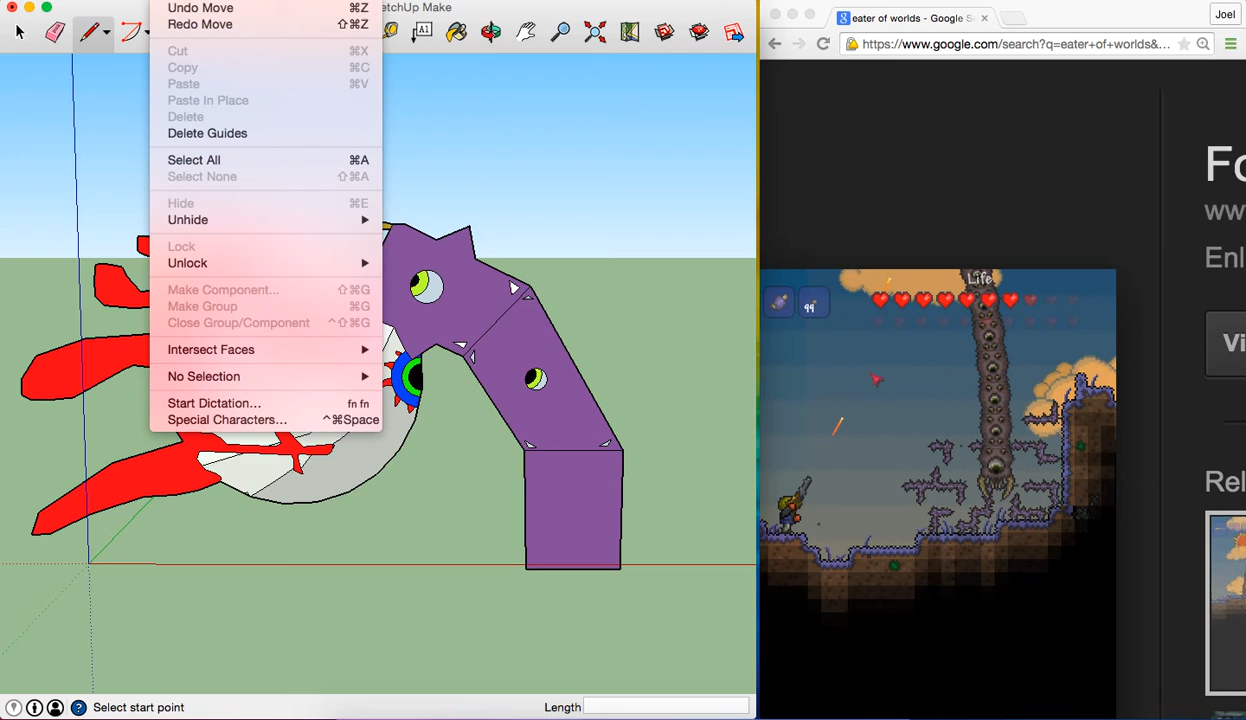 etchUp Make
Undo Move ⌘Z
Redo Move ⇧⌘Z
Cut ⌘X
Copy ⌘C
Paste ⌘V
Paste In Place
Delete
Delete Guides
Select All ⌘A
Select None ⇧⌘A
Hide ⌘E
Unhide
Lock
Unlock
Make Component... ⇧⌘G
Make Group ⌘G
Close Group/Component ^⇧⌘G
Intersect Faces
No Selection
Start Dictation... fn fn
Special Characters... ^⌘Space
A1
Select start point
Length
eater of worlds - Google S
Joel
https://www.google.com/search?q=eater+of+worlds&...
Fo
www
Enl
Vi
Rel
Life
99